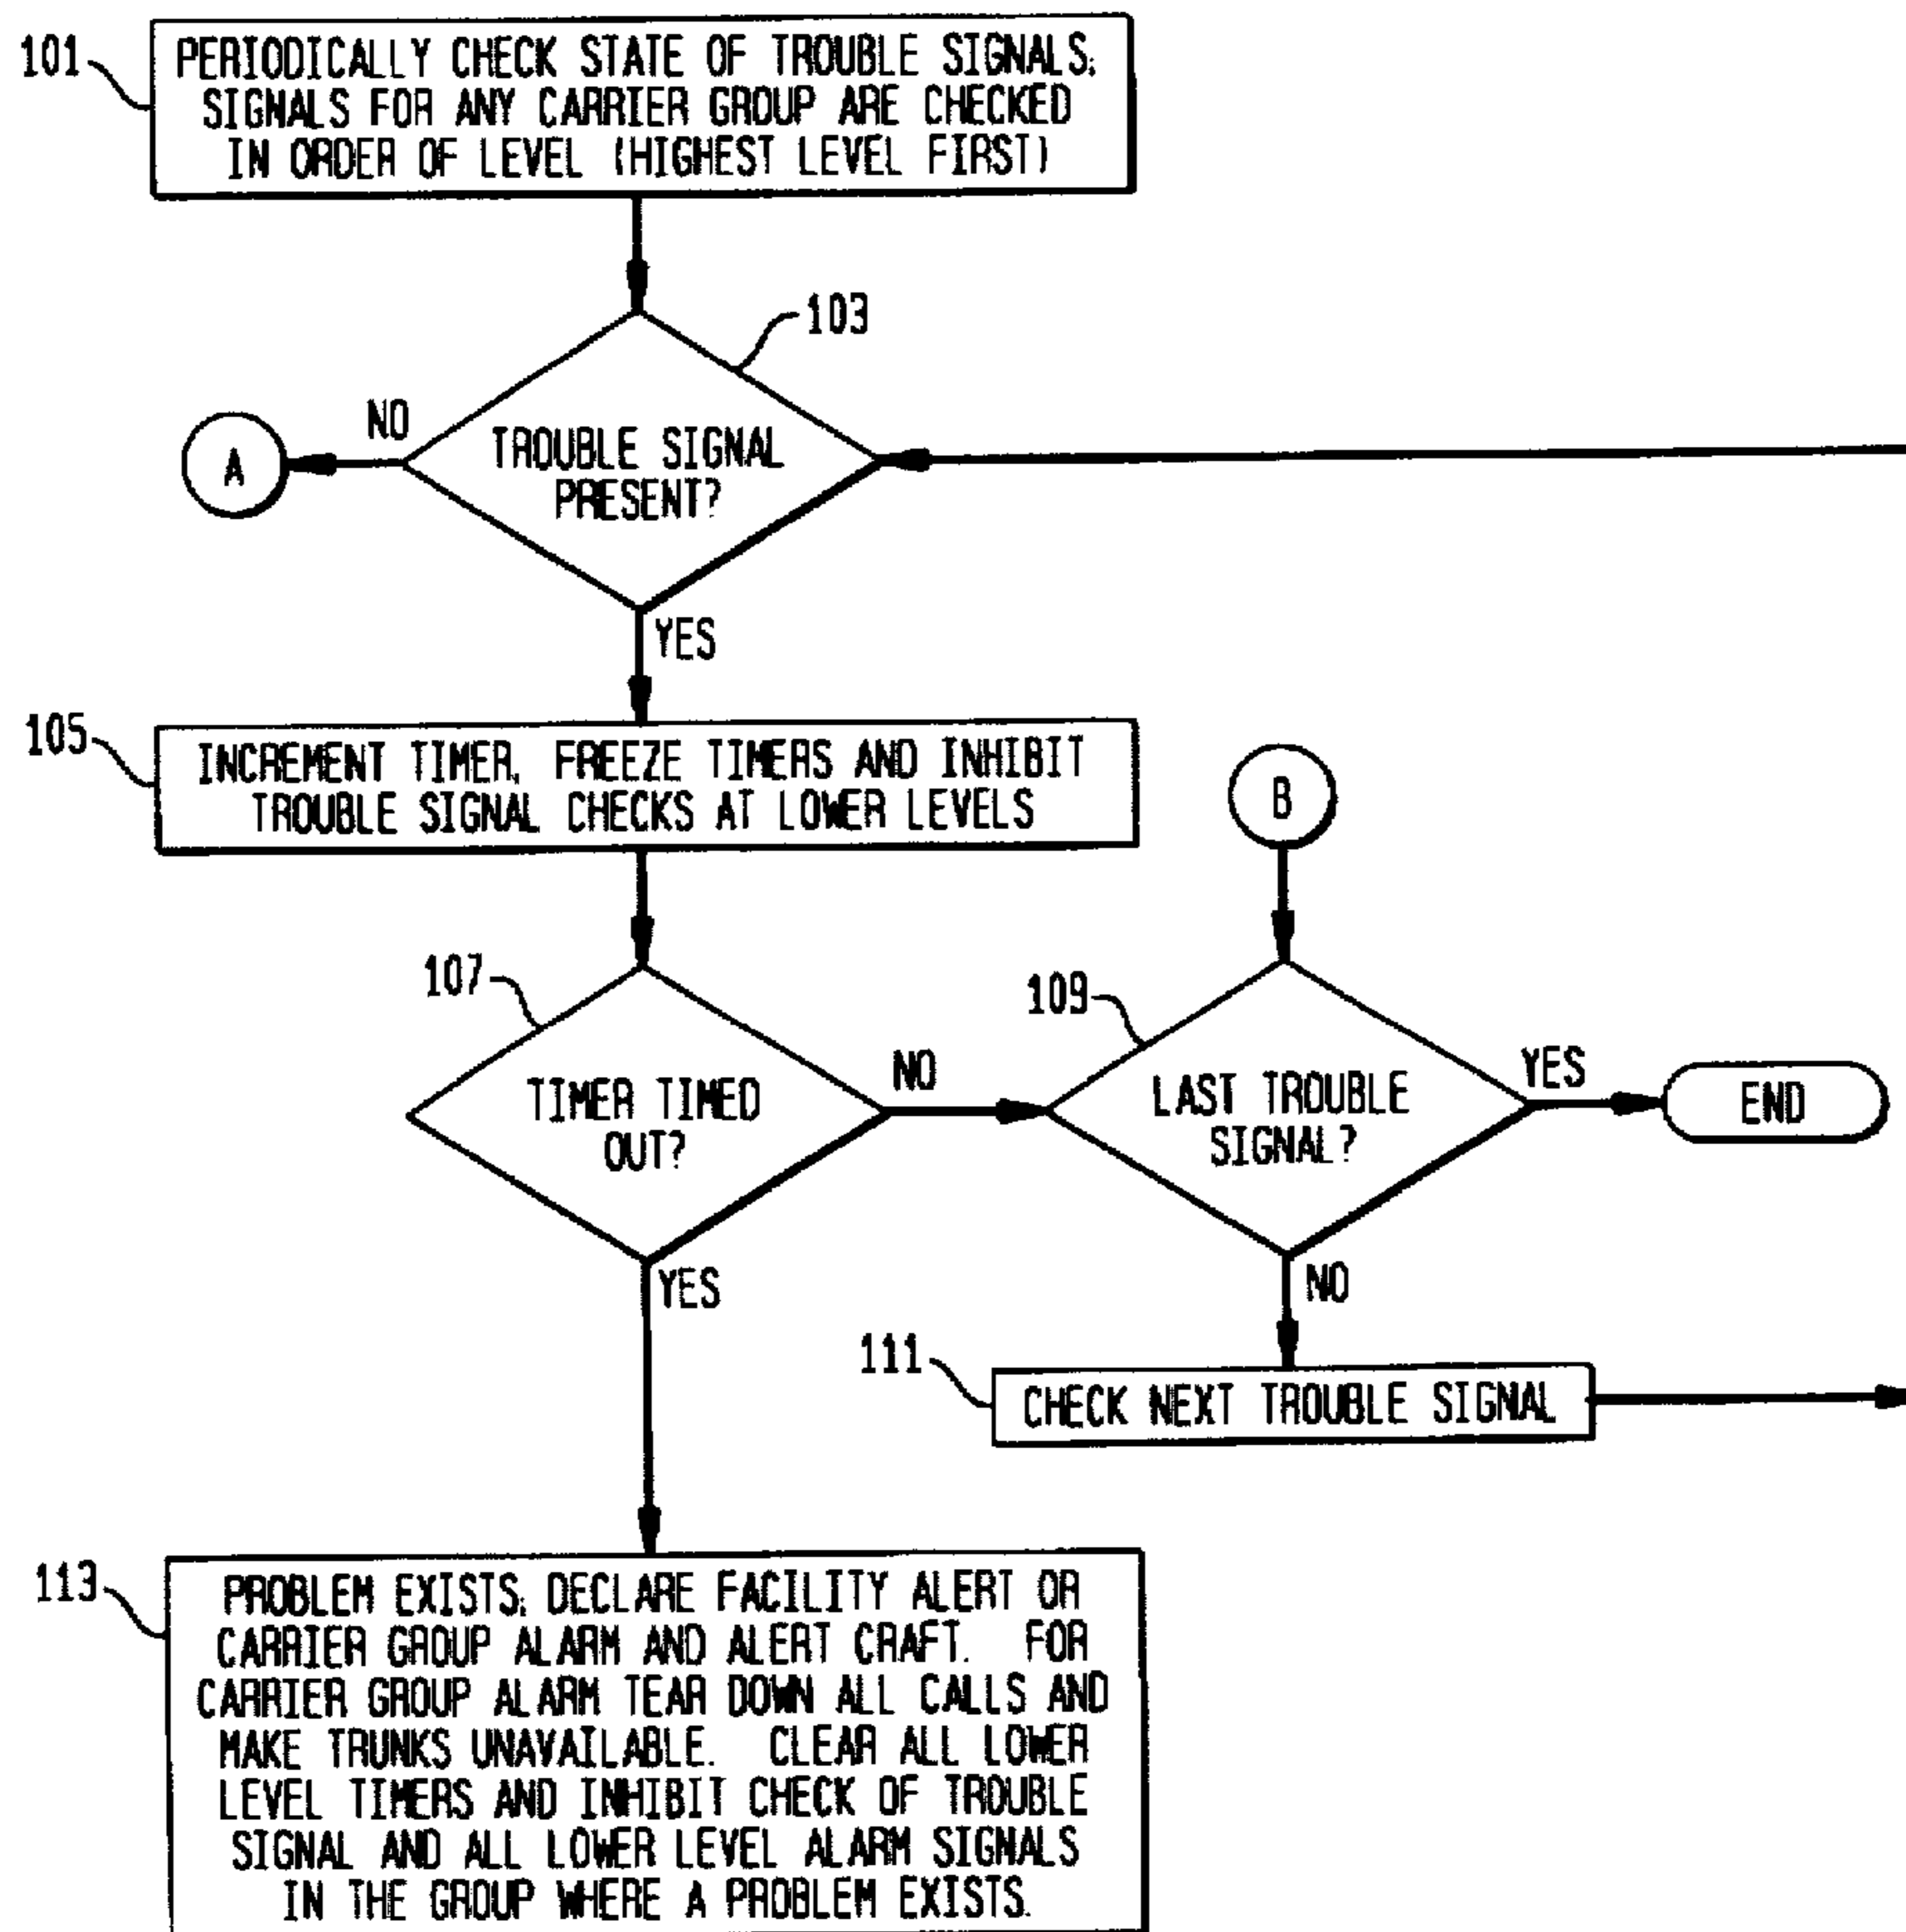 101
PERIODICALLY CHECK STATE OF TROUBLE SIGNALS;
SIGNALS FOR ANY CARRIER GROUP ARE CHECKED
IN ORDER OF LEVEL (HIGHEST LEVEL FIRST)
103
NO
A
TROUBLE SIGNAL
PRESENT?
YES
105
INCREMENT TIMER, FREEZE TIMERS AND INHIBIT
TROUBLE SIGNAL CHECKS AT LOWER LEVELS
B
107
TIMER TIMED
OUT?
NO
109
LAST TROUBLE
SIGNAL?
YES
END
YES
NO
111
CHECK NEXT TROUBLE SIGNAL
113
PROBLEM EXISTS; DECLARE FACILITY ALERT OR
CARRIER GROUP ALARM AND ALERT CRAFT. FOR
CARRIER GROUP ALARM TEAR DOWN ALL CALLS AND
MAKE TRUNKS UNAVAILABLE. CLEAR ALL LOWER
LEVEL TIMERS AND INHIBIT CHECK OF TROUBLE
SIGNAL AND ALL LOWER LEVEL ALARM SIGNALS
IN THE GROUP WHERE A PROBLEM EXISTS.